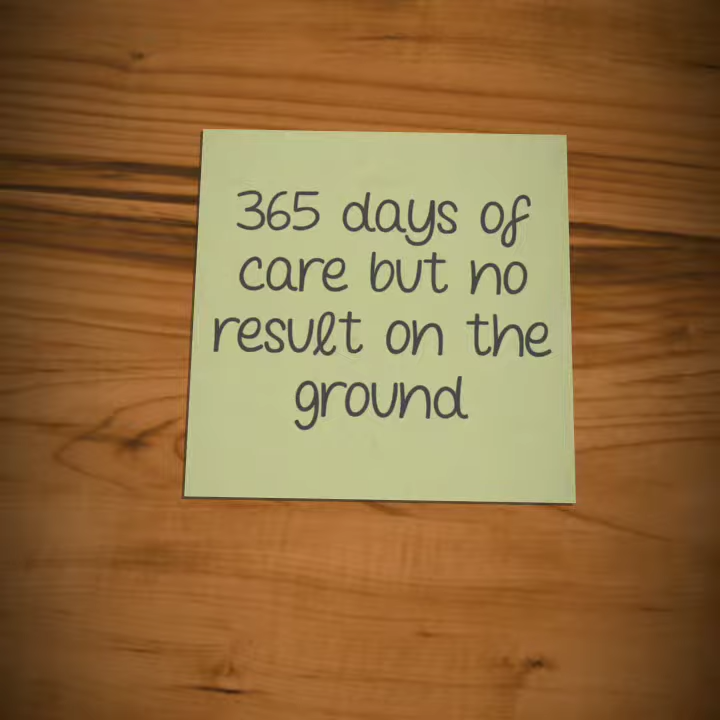 365 days of
care but no
result on the
ground